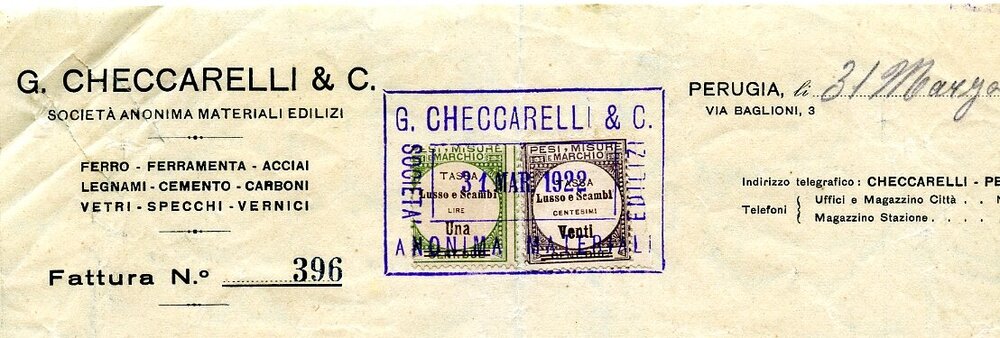 G. CHECCARELLI & C.
SOCIETÀ ANONIMA MATERIALI EDILIZI
FERRO - FERRAMENTA - ACCIAI
LEGNAMI - CEMENTO - CARBONI
VETRI - SPECCHI - VERNICI
Fattura N.° 396
G. CHECCARELLI & C.
SOCIETA'
ANONIMA MATERIALI
EDILIZI
31 MAR. 1922
PESI, MISURE
E MARCHIO
TASSA
Lusso e Scambi
LIRE
Una
PESI, MISURE
E MARCHIO
TASSA
Lusso e Scambi
CENTESIMI
Venti
PERUGIA, li 31 Marzo
VIA BAGLIONI, 3
Indirizzo telegrafico: CHECCARELLI - PE
Telefoni { Uffici e Magazzino Città . . N
Magazzino Stazione . . .